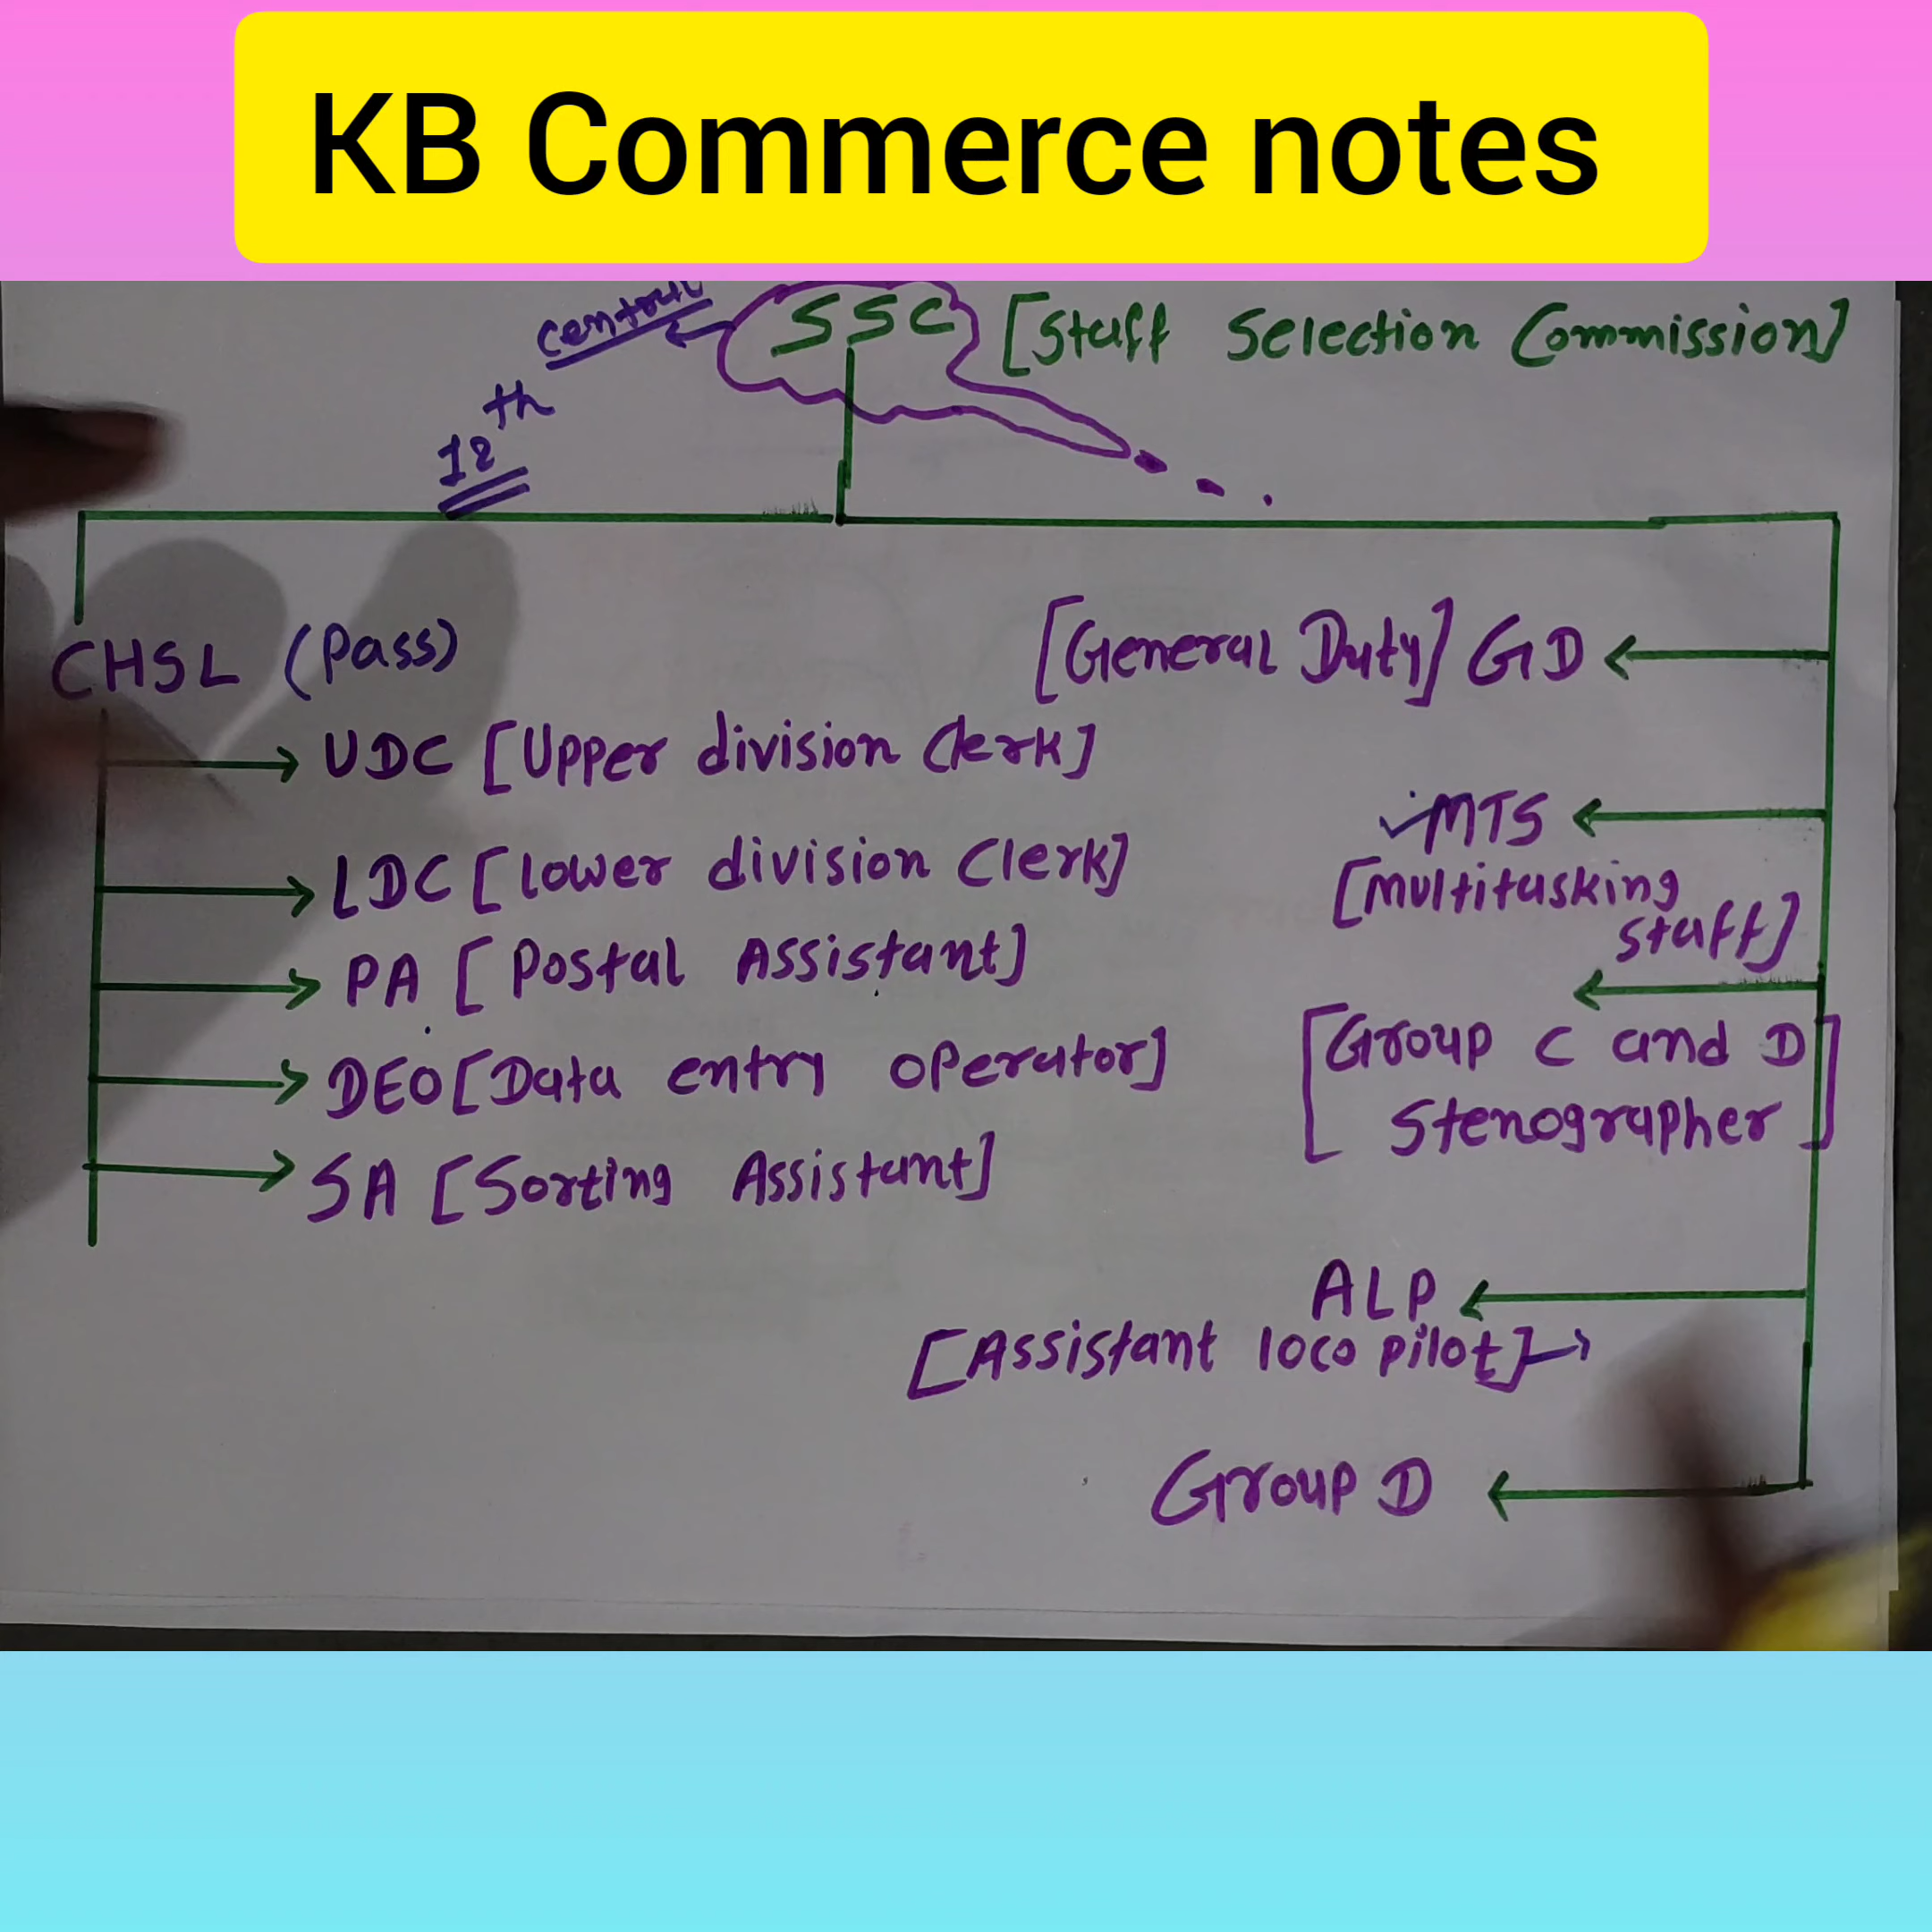 KB Commerce notes
SSC [Staff Selection Commission]
12th
CHSL (Pass)
UDC [Upper division Clerk]
LDC [lower division Clerk]
PA [Postal Assistant]
DEO [Data entry operator]
SA [Sorting Assistant]
[General Duty] GD
MTS
[Multitasking
staff]
[Group C and D
Stenographer]
ALP
[Assistant loco pilot]
Group D